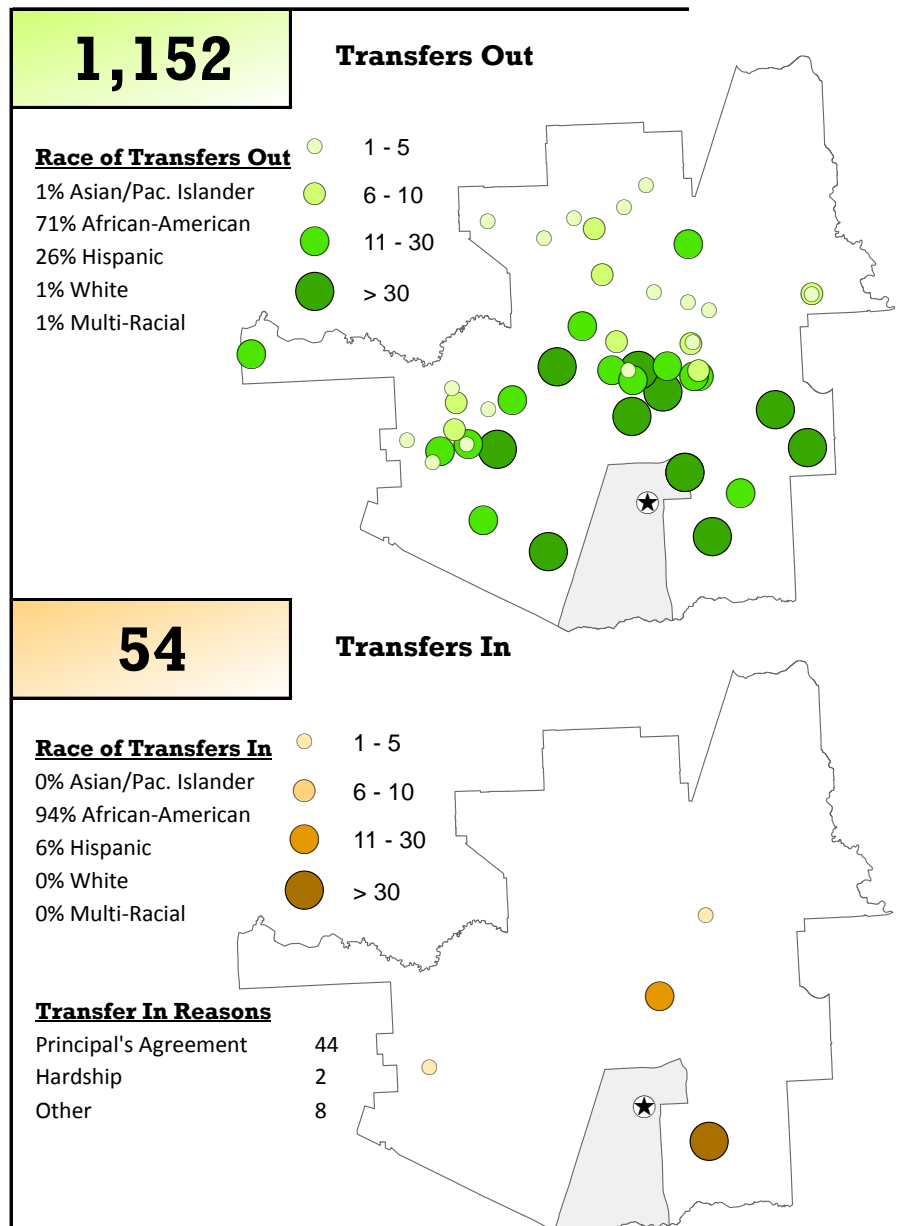 1,152
Transfers Out
Race of Transfers Out
1% Asian/Pac. Islander
71% African-American
26% Hispanic
1% White
1% Multi-Racial
1 - 5
6 - 10
11 - 30
> 30
54
Transfers In
Race of Transfers In
0% Asian/Pac. Islander
94% African-American
6% Hispanic
0% White
0% Multi-Racial
1 - 5
6 - 10
11 - 30
> 30
Transfer In Reasons
Principal's Agreement 44
Hardship 2
Other 8